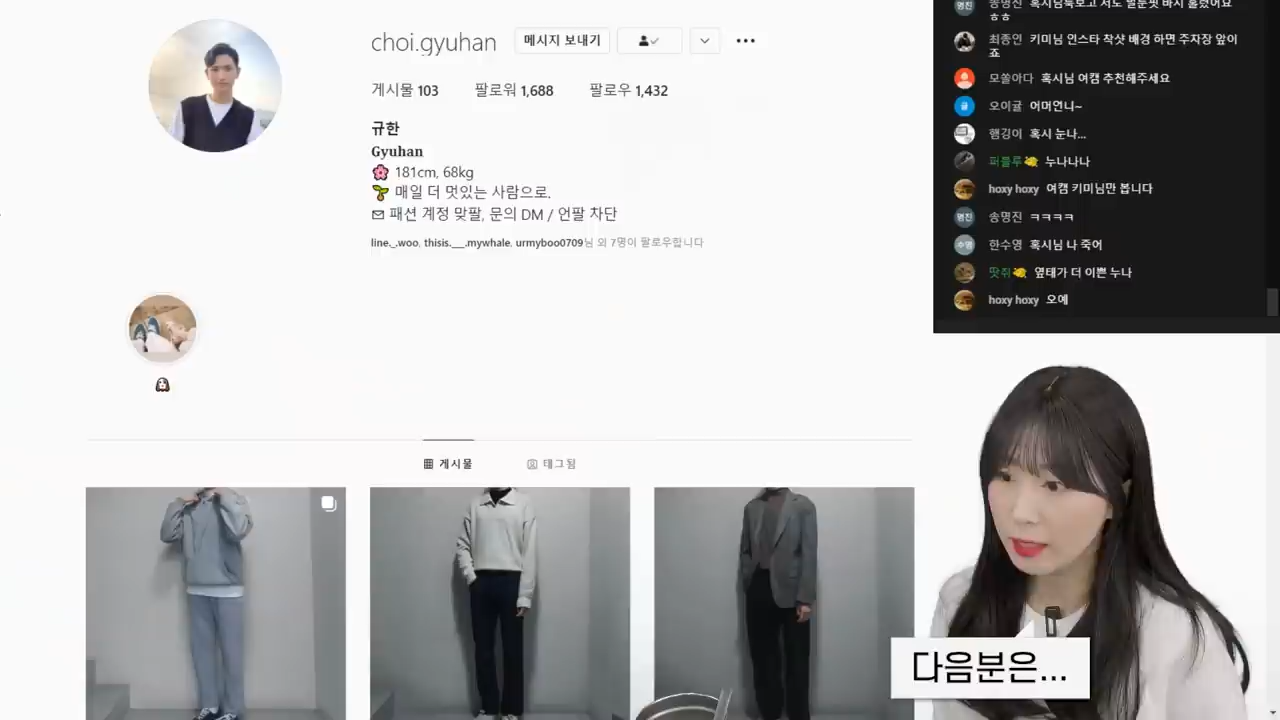 choi.gyuhan
메시지 보내기
게시물 103 팔로워 1,688 팔로우 1,432
규한
Gyuhan
🌸 181cm, 68kg
🌱 매일 더 멋있는 사람으로.
✉ 패션 계정 맞팔, 문의 DM / 언팔 차단
line._.woo, thisis.___.mywhale, urmyboo0709님 외 7명이 팔로우합니다
게시물 태그됨
ㅎㅎ
최종인 키미님 인스타 착샷 배경 하면 주자장 앞이
죠
모쏠아다 혹시님 여캠 추천해주세요
귤 오이귤 어머언니~
햄깅이 혹시 눈나...
퍼플루 누나나나
hoxy hoxy 여캠 키미님만 봅니다
명진 송명진 ㅋㅋㅋㅋ
수영 한수영 혹시님 나 죽어
땃쥐 옆태가 더 이쁜 누나
hoxy hoxy 오예
다음분은...